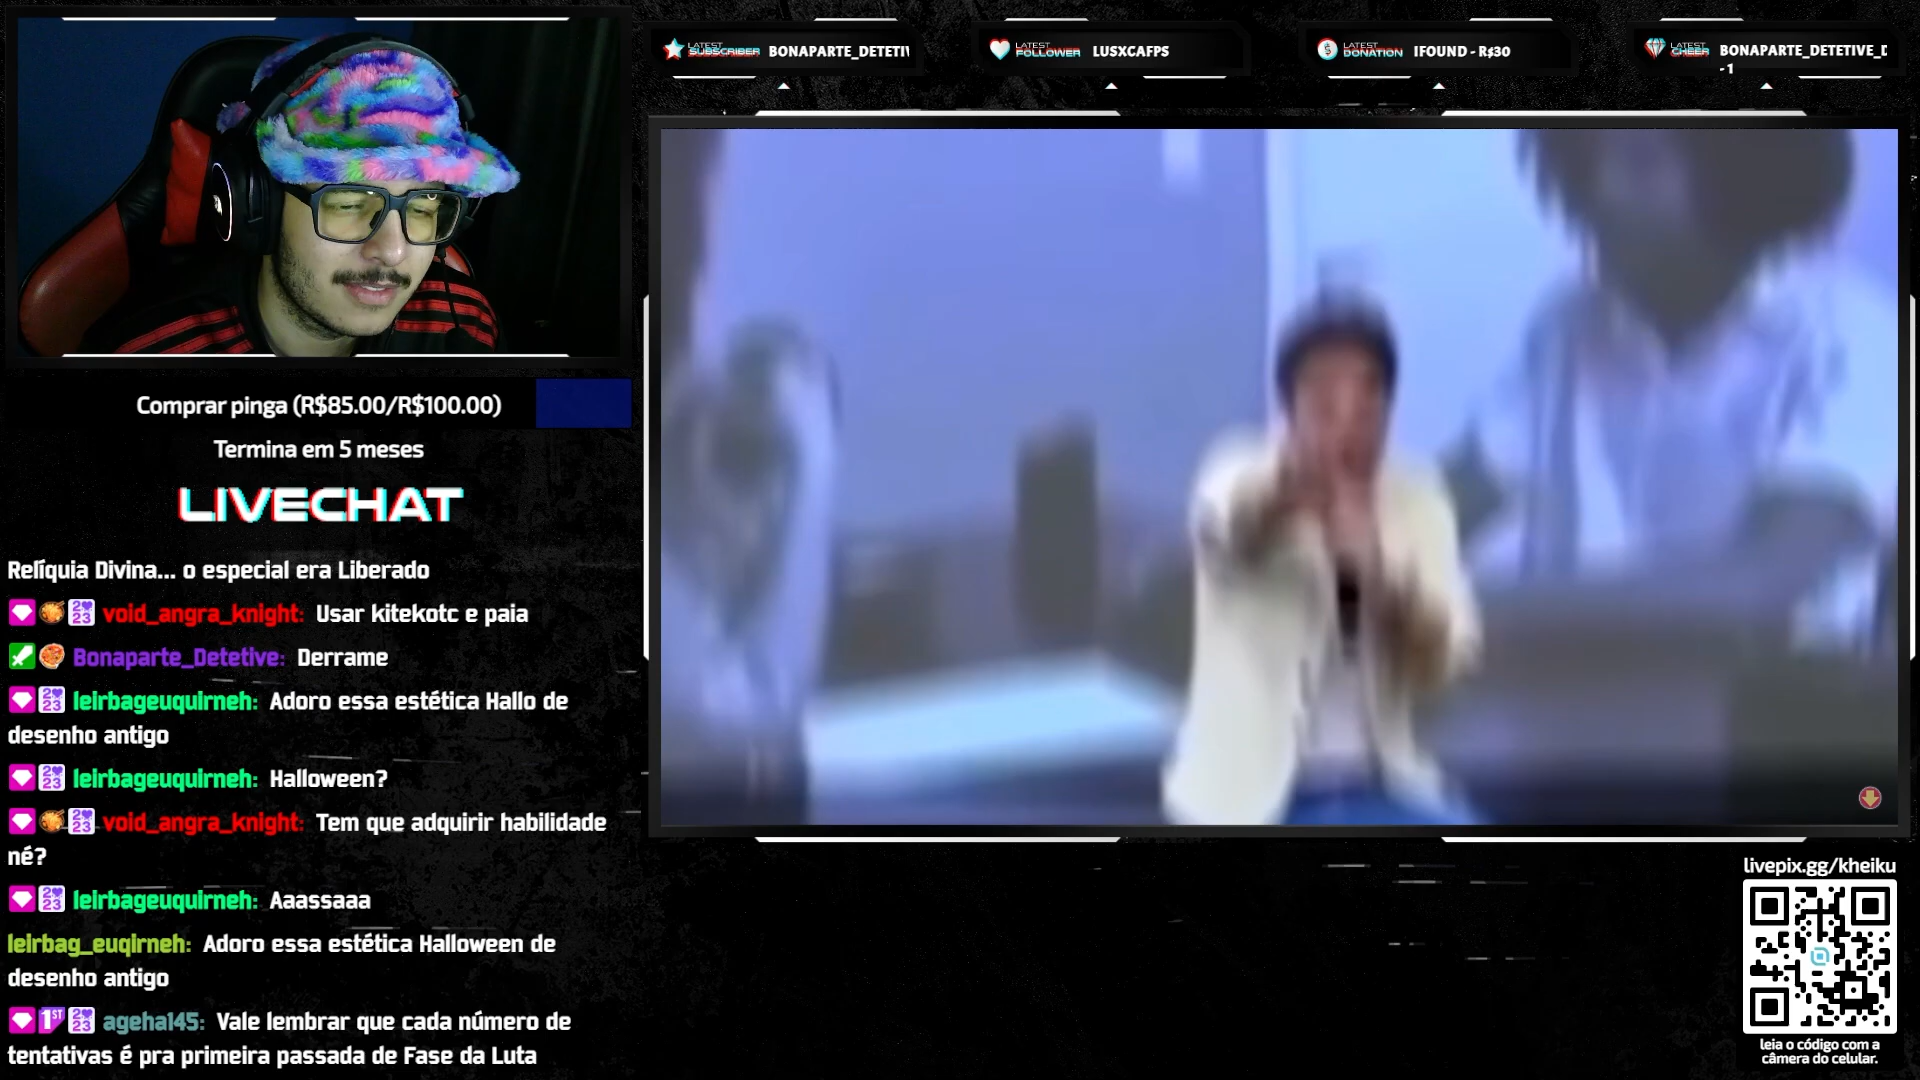 LATEST SUBSCRIBER BONAPARTE_DETETIV
LATEST FOLLOWER LUSXCAFPS
LATEST DONATION IFOUND - R$30
LATEST CHEER BONAPARTE_DETETIVE_D
- 1
Comprar pinga (R$85.00/R$100.00)
Termina em 5 meses
LIVECHAT
Relíquia Divina... o especial era Liberado
void_angra_knight: Usar kitekotc e paia
Bonaparte_Detetive: Derrame
leirbageuquirneh: Adoro essa estética Hallo de
desenho antigo
leirbageuquirneh: Halloween?
void_angra_knight: Tem que adquirir habilidade
né?
leirbageuquirneh: Aaassaaa
leirbag_euqirneh: Adoro essa estética Halloween de
desenho antigo
1ST ageha145: Vale lembrar que cada número de
tentativas é pra primeira passada de Fase da Luta
livepix.gg/kheiku
leia o código com a
câmera do celular.